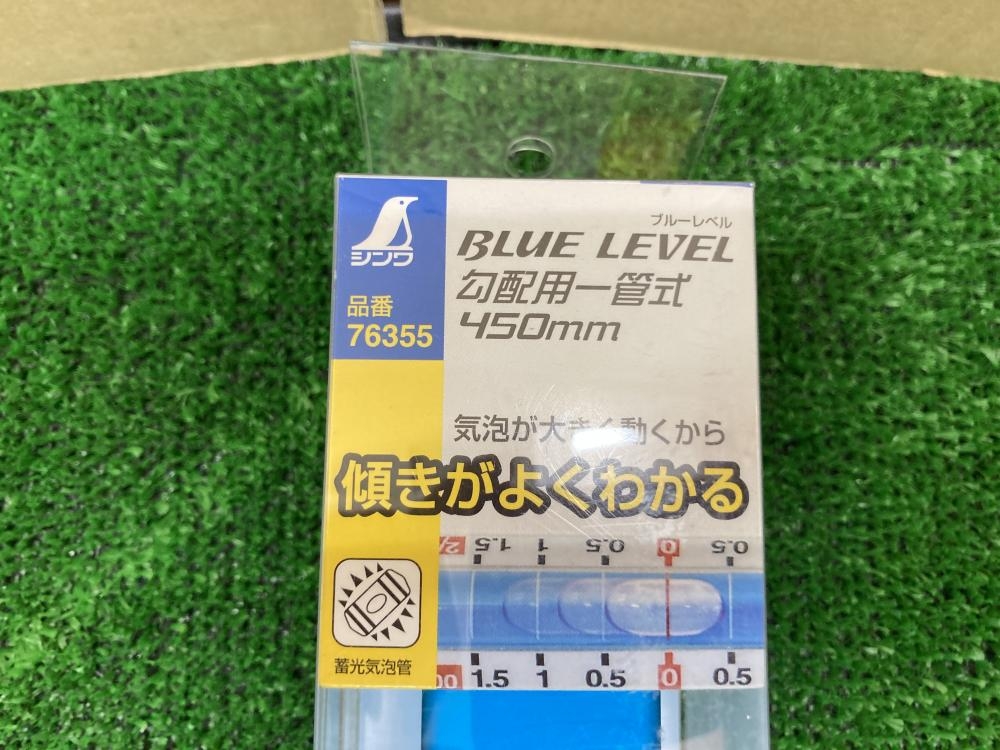 シンワ
品番
76355
ブルーレベル
BLUE LEVEL
勾配用一管式
450mm
気泡が大きく動くから
傾きがよくわかる
1.5 1 0.5 0 0.5
蓄光気泡管
00 1.5 1 0.5 0 0.5